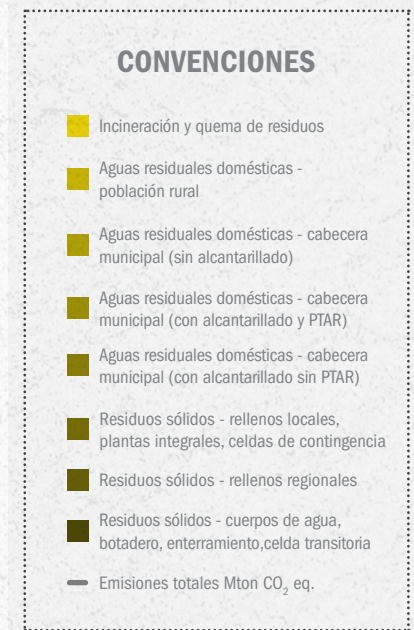 CONVENCIONES
Incineración y quema de residuos
Aguas residuales domésticas -
población rural
Aguas residuales domésticas - cabecera
municipal (sin alcantarillado)
Aguas residuales domésticas - cabecera
municipal (con alcantarillado y PTAR)
Aguas residuales domésticas - cabecera
municipal (con alcantarillado sin PTAR)
Residuos sólidos - rellenos locales,
plantas integrales, celdas de contingencia
Residuos sólidos - rellenos regionales
Residuos sólidos - cuerpos de agua,
botadero, enterramiento,celda transitoria
Emisiones totales Mton CO₂ eq.